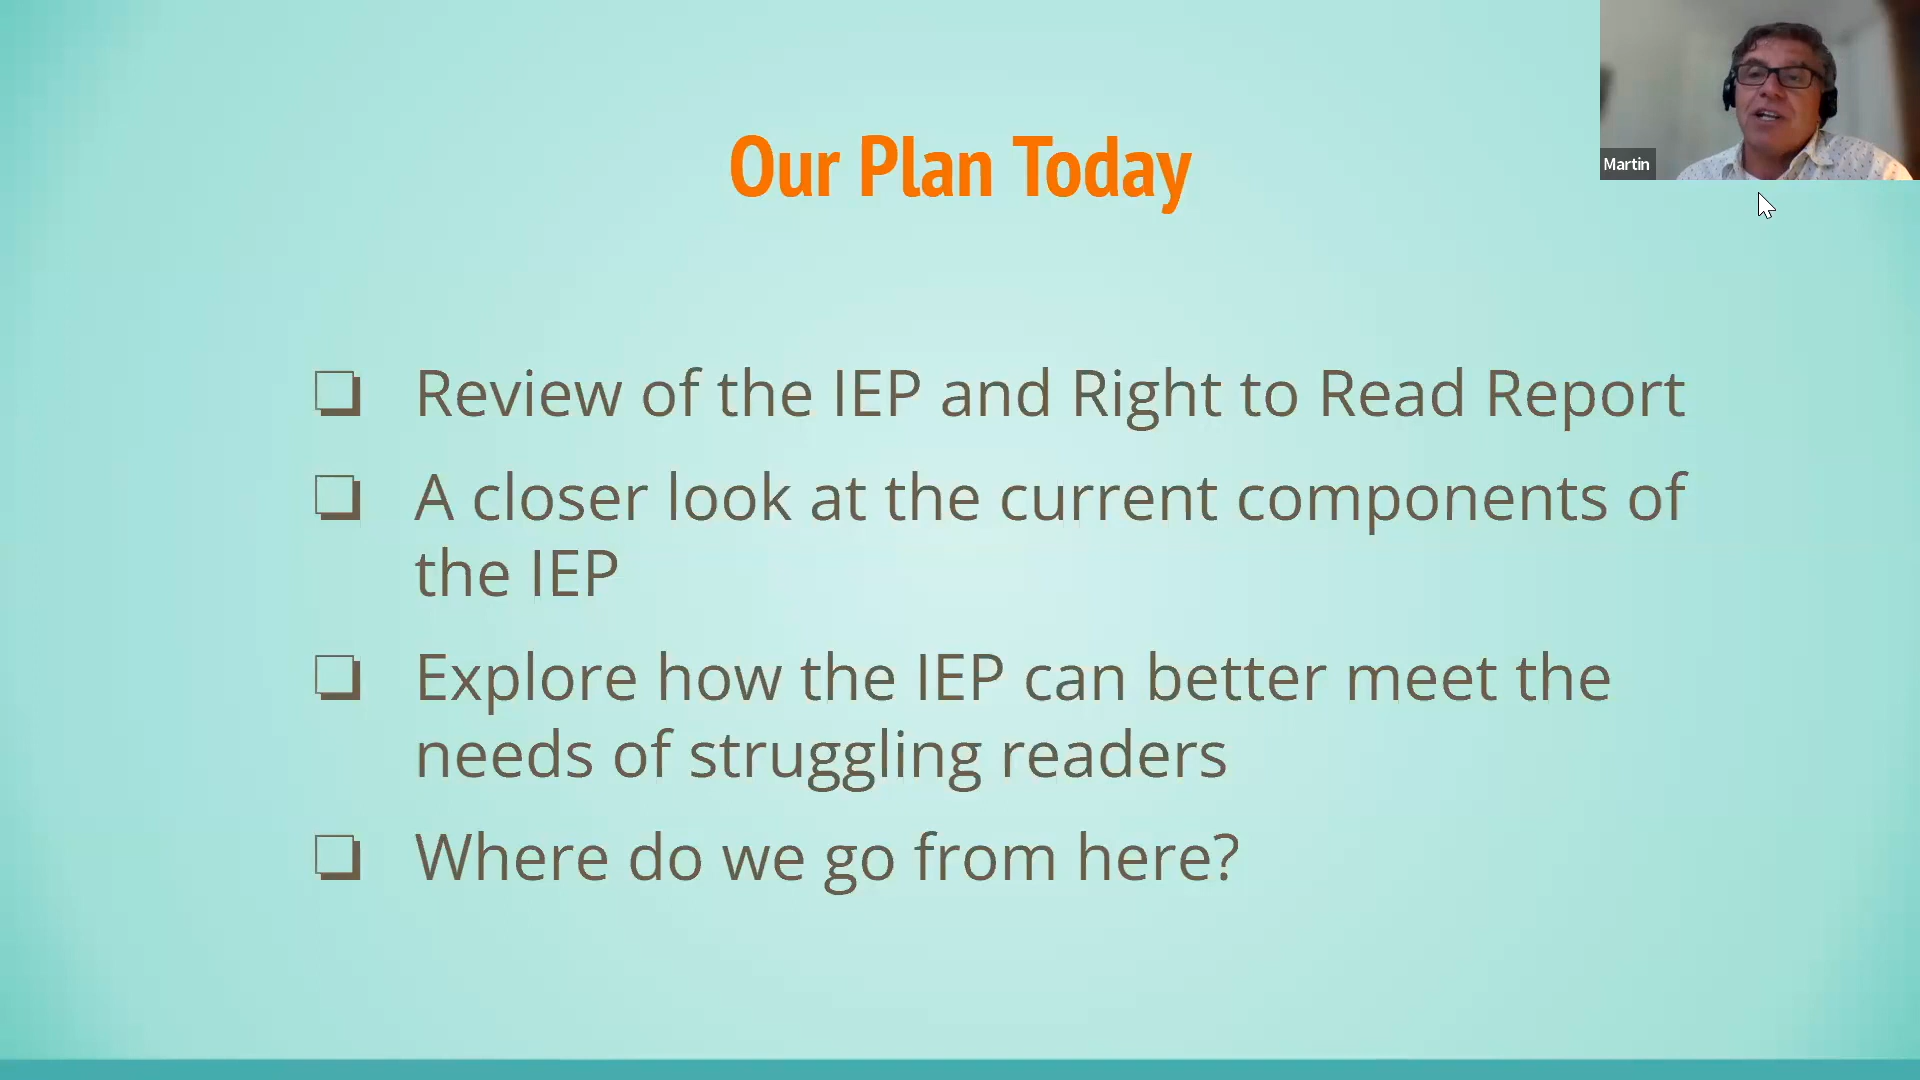 Martin
Our Plan Today
Review of the IEP and Right to Read Report
A closer look at the current components of
the IEP
Explore how the IEP can better meet the
needs of struggling readers
Where do we go from here?